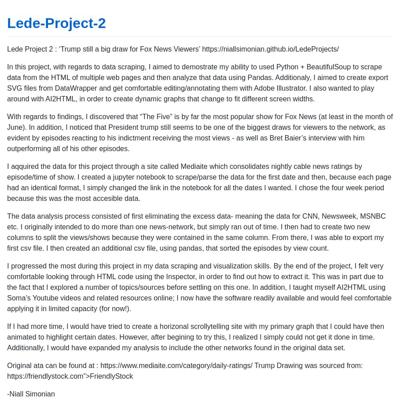 Lede-Project-2
Lede Project 2 : 'Trump still a big draw for Fox News Viewers' https://niallsimonian.github.io/LedeProjects/
In this project, with regards to data scraping, I aimed to demostrate my ability to used Python + BeautifulSoup to scrape
data from the HTML of multiple web pages and then analyze that data using Pandas. Additionaly, I aimed to create export
SVG files from DataWrapper and get comfortable editing/annotating them with Adobe Illustrator. I also wanted to play
around with AI2HTML, in order to create dynamic graphs that change to fit different screen widths.
With regards to findings, I discovered that “The Five” is by far the most popular show for Fox News (at least in the month of
June). In addition, I noticed that President trump still seems to be one of the biggest draws for viewers to the network, as
evident by episodes reacting to his indictment receiving the most views - as well as Bret Baier’s interview with him
outperforming all of his other episodes.
I aqquired the data for this project through a site called Mediaite which consolidates nightly cable news ratings by
episode/time of show. I created a jupyter notebook to scrape/parse the data for the first date and then, because each page
had an identical format, I simply changed the link in the notebook for all the dates I wanted. I chose the four week period
because this was the most accesible data.
The data analysis process consisted of first eliminating the excess data- meaning the data for CNN, Newsweek, MSNBC
etc. I originally intended to do more than one news-network, but simply ran out of time. I then had to create two new
columns to split the views/shows because they were contained in the same column. From there, I was able to export my
first csv file. I then created an additional csv file, using pandas, that sorted the episodes by view count.
I progressed the most during this project in my data scraping and visualization skills. By the end of the project, I felt very
comfortable looking through HTML code using the Inspector, in order to find out how to extract it. This was in part due to
the fact that I explored a number of topics/sources before settling on this one. In addition, I taught myself AI2HTML using
Soma’s Youtube videos and related resources online; I now have the software readily available and would feel comfortable
applying it in limited capacity (for now!).
If I had more time, I would have tried to create a horizonal scrollytelling site with my primary graph that I could have then
animated to highlight certain dates. However, after begining to try this, I realized I simply could not get it done in time.
Additionally, I would have expanded my analysis to include the other networks found in the original data set.
Original ata can be found at : https://www.mediaite.com/category/daily-ratings/ Trump Drawing was sourced from:
https://friendlystock.com”>FriendlyStock
-Niall Simonian